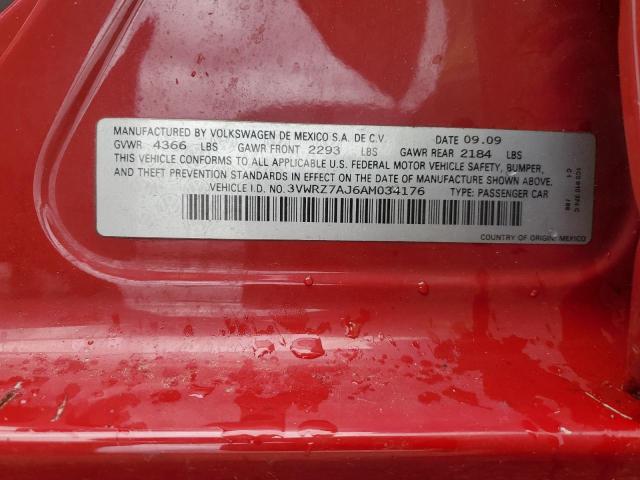 MANUFACTURED BY VOLKSWAGEN DE MEXICO S.A. DE C.V. DATE 09.09
GVWR 4366 LBS GAWR FRONT 2293 LBS GAWR REAR 2184 LBS
THIS VEHICLE CONFORMS TO ALL APPLICABLE U.S. FEDERAL MOTOR VEHICLE SAFETY, BUMPER,
AND THEFT PREVENTION STANDARDS IN EFFECT ON THE DATE OF MANUFACTURE SHOWN ABOVE.
VEHICLE I.D. NO. 3VWRZ7AJ6AM034176 TYPE: PASSENGER CAR
COUNTRY OF ORIGIN: MEXICO